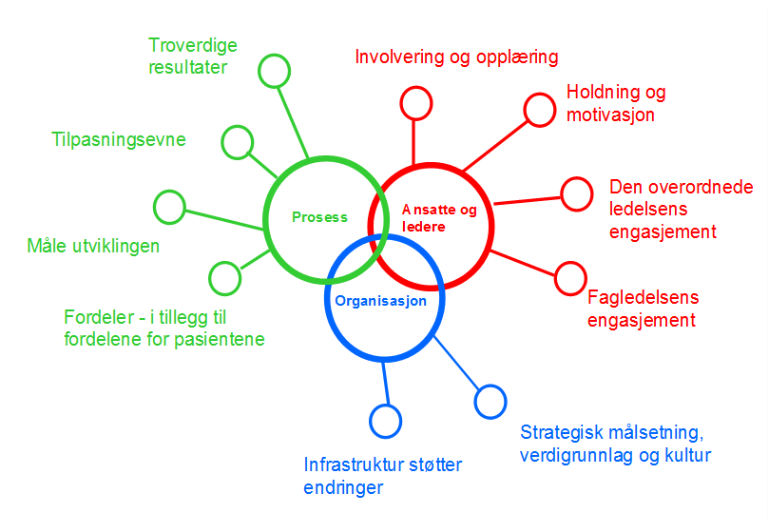 Troverdige
resultater
Tilpasningsevne
Måle utviklingen
Fordeler - i tillegg til
fordelene for pasientene
Prosess
Involvering og opplæring
Holdning og
motivasjon
Den overordnede
ledelsens
engasjement
Fagledelsens
engasjement
Ansatte og
ledere
Organisasjon
Infrastruktur støtter
endringer
Strategisk målsetning,
verdigrunnlag og kultur